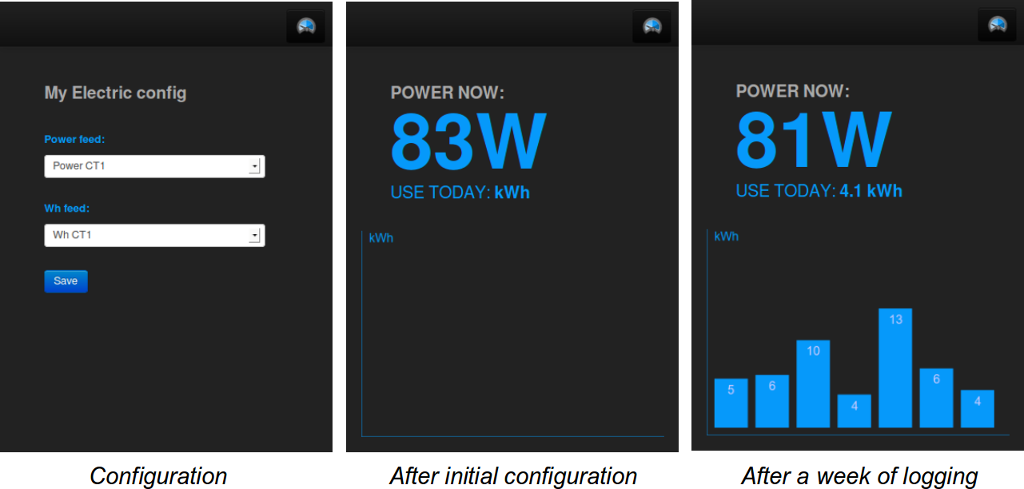 My Electric config
Power feed:
Power CT1
Wh feed:
Wh CT1
Save
Configuration
POWER NOW:
83W
USE TODAY: kWh
kWh
After initial configuration
POWER NOW:
81W
USE TODAY: 4.1 kWh
kWh
5 6 10 4 13 6 4
After a week of logging